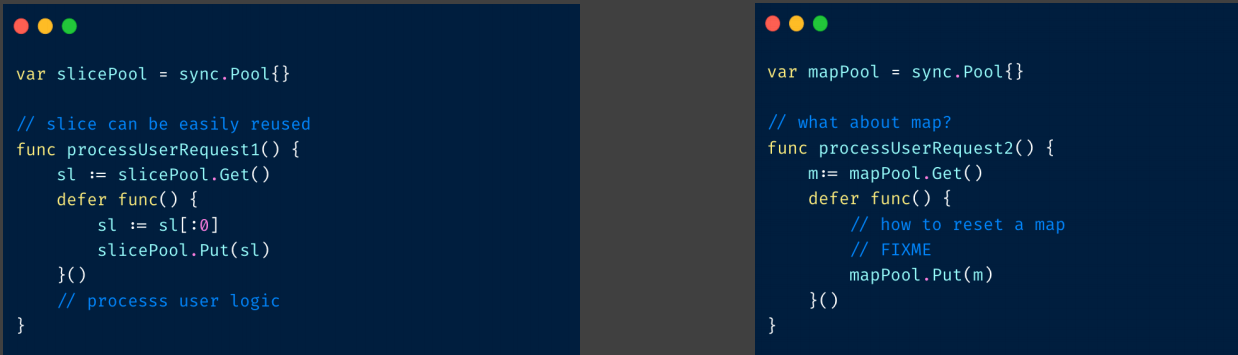 var slicePool = sync.Pool{}
// slice can be easily reused
func processUserRequest1() {
    sl := slicePool.Get()
    defer func() {
        sl := sl[:0]
        slicePool.Put(sl)
    }()
    // processs user logic
}
var mapPool = sync.Pool{}
// what about map?
func processUserRequest2() {
    m:= mapPool.Get()
    defer func() {
        // how to reset a map
        // FIXME
        mapPool.Put(m)
    }()
}